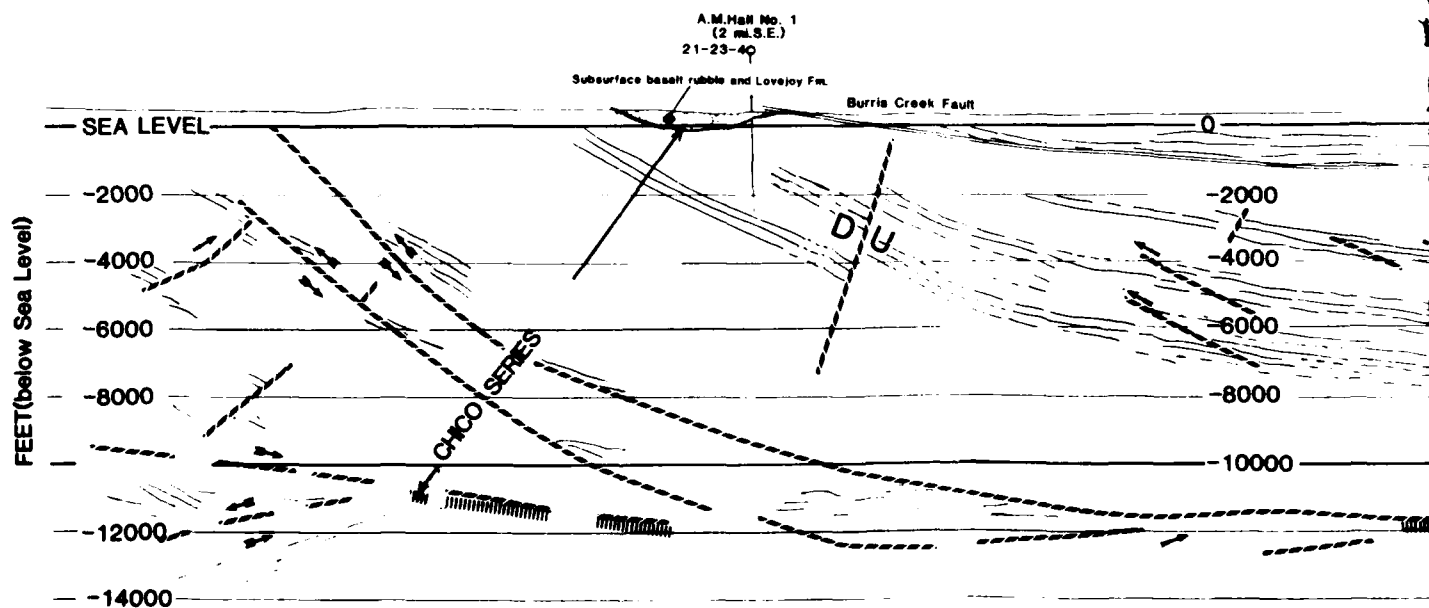 A.M.Hall No. 1
(2 mi.S.E.)
21-23-4
Subsurface basalt rubble and Lovejoy Fm.
Burris Creek Fault
SEA LEVEL
0
-2000
-2000
D U
-4000
-4000
-6000
-6000
CHICO SERIES
-8000
-8000
-10000
-12000
-14000
FEET(below Sea Level)